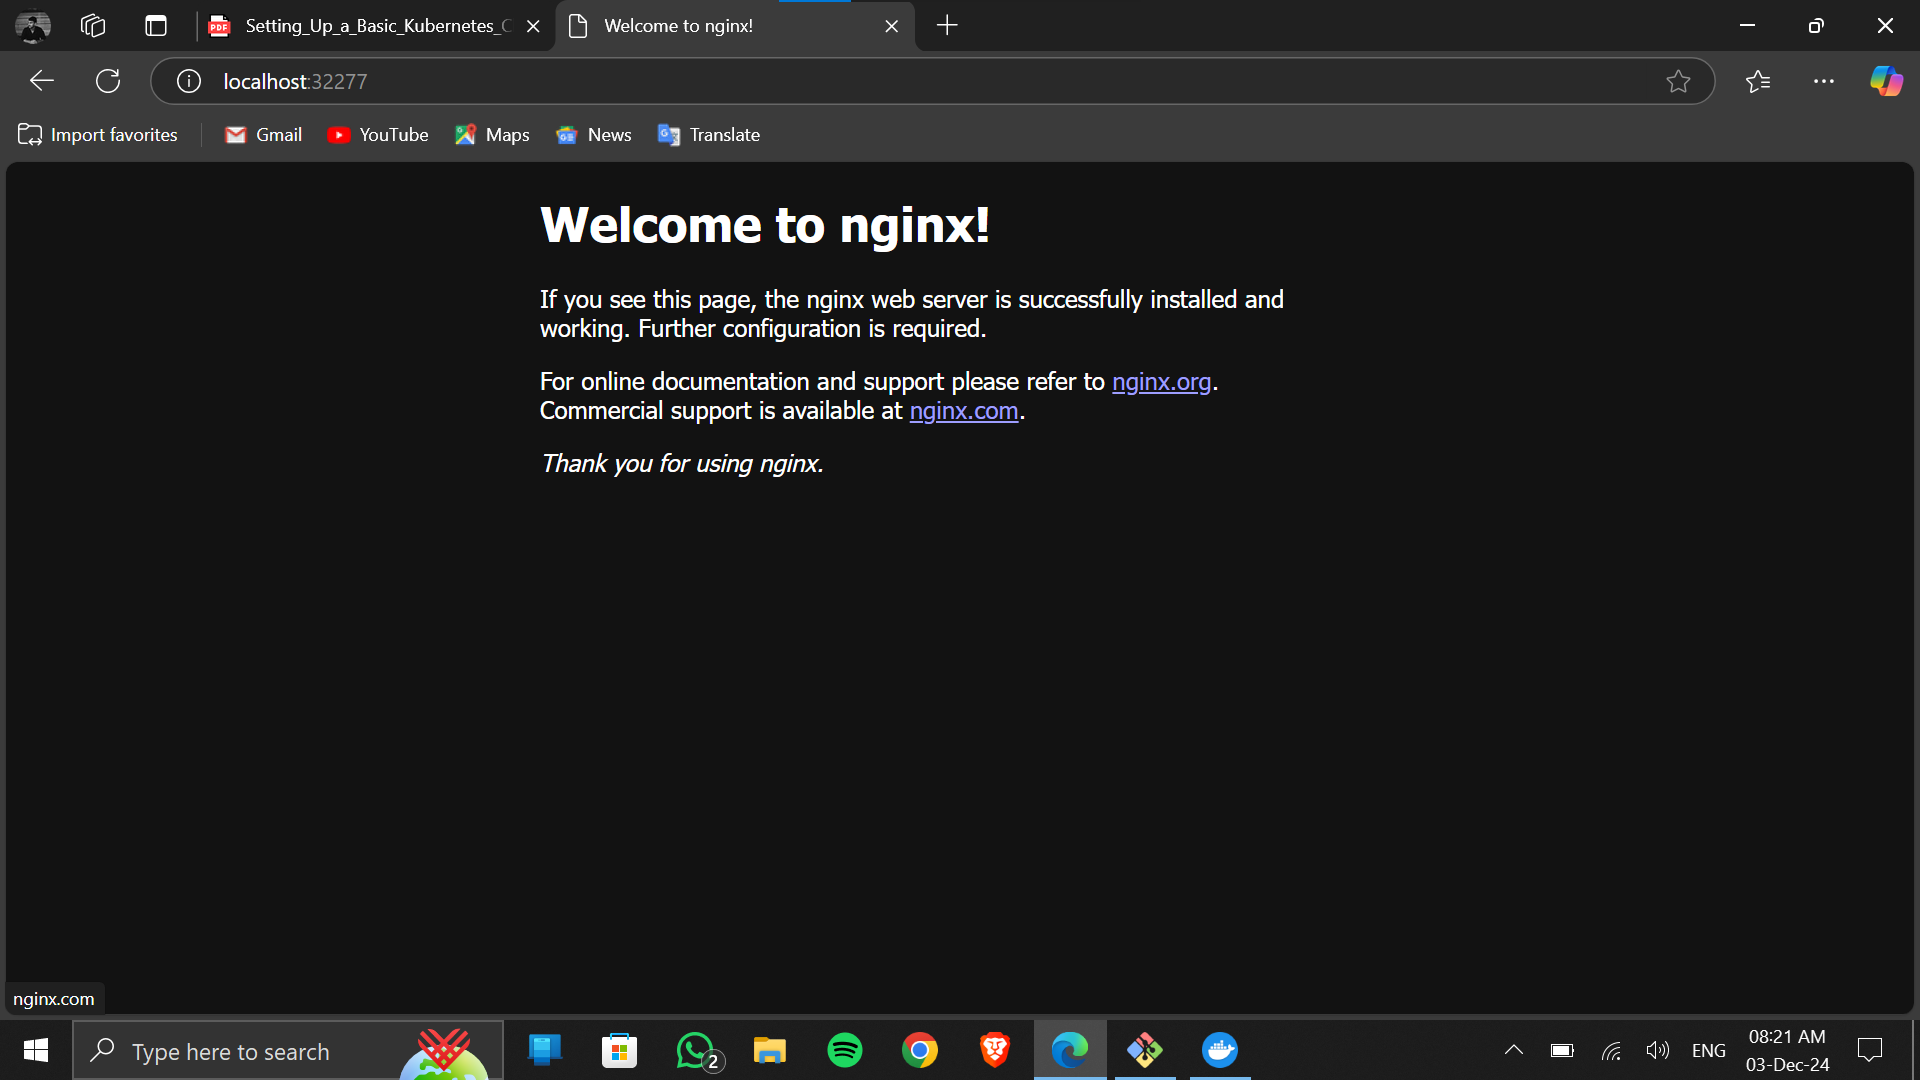 PDF
Setting_Up_a_Basic_Kubernetes_C
Welcome to nginx!
localhost:32277
Import favorites
Gmail
YouTube
Maps
News
Translate
Welcome to nginx!
If you see this page, the nginx web server is successfully installed and
working. Further configuration is required.
For online documentation and support please refer to nginx.org.
Commercial support is available at nginx.com.
Thank you for using nginx.
nginx.com
Type here to search
2
ENG
08:21 AM
03-Dec-24